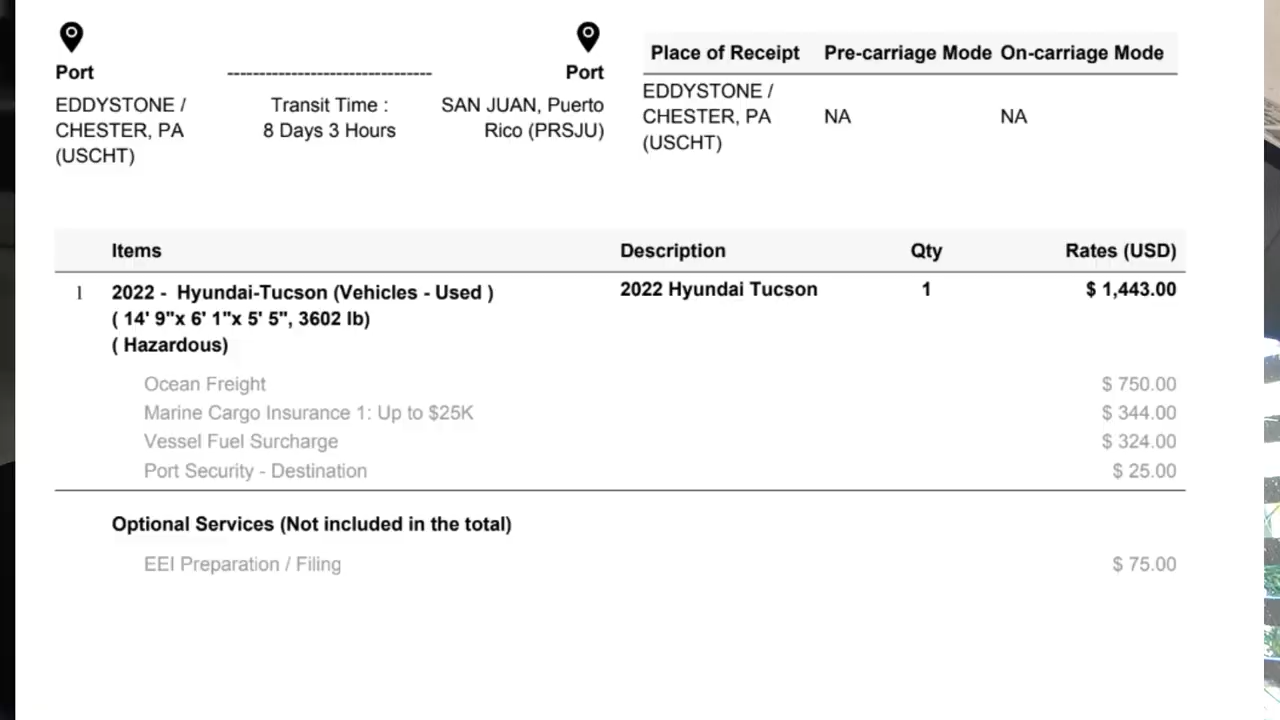 Port
EDDYSTONE /
CHESTER, PA
(USCHT)
--------------------------------
Transit Time :
8 Days 3 Hours
Port
SAN JUAN, Puerto
Rico (PRSJU)
Place of Receipt Pre-carriage Mode On-carriage Mode
EDDYSTONE /
CHESTER, PA
(USCHT)
NA
NA
Items Description Qty Rates (USD)
1 2022 - Hyundai-Tucson (Vehicles - Used ) 2022 Hyundai Tucson 1 $ 1,443.00
( 14' 9"x 6' 1"x 5' 5", 3602 lb)
( Hazardous)
Ocean Freight $ 750.00
Marine Cargo Insurance 1: Up to $25K $ 344.00
Vessel Fuel Surcharge $ 324.00
Port Security - Destination $ 25.00
Optional Services (Not included in the total)
EEI Preparation / Filing $ 75.00